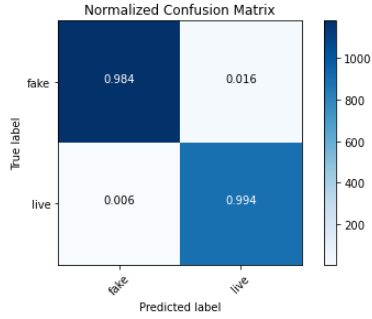 Normalized Confusion Matrix
True label
fake
live
0.984 0.016
0.006 0.994
fake live
Predicted label
1000
800
600
400
200